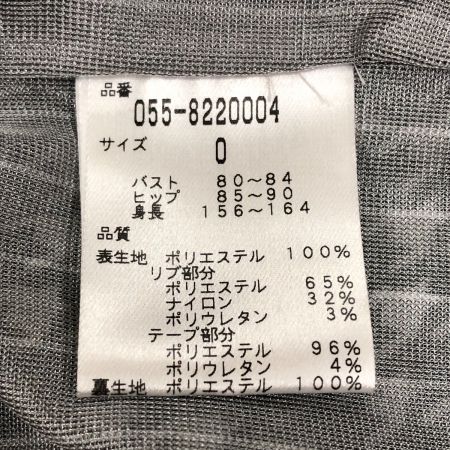 品番
055-8220004
サイズ 0
バスト 80～84
ヒップ 85～90
身長 156～164
品質
表生地 ポリエステル 100%
リブ部分
ポリエステル 65%
ナイロン 32%
ポリウレタン 3%
テープ部分
ポリエステル 96%
ポリウレタン 4%
裏生地 ポリエステル 100%